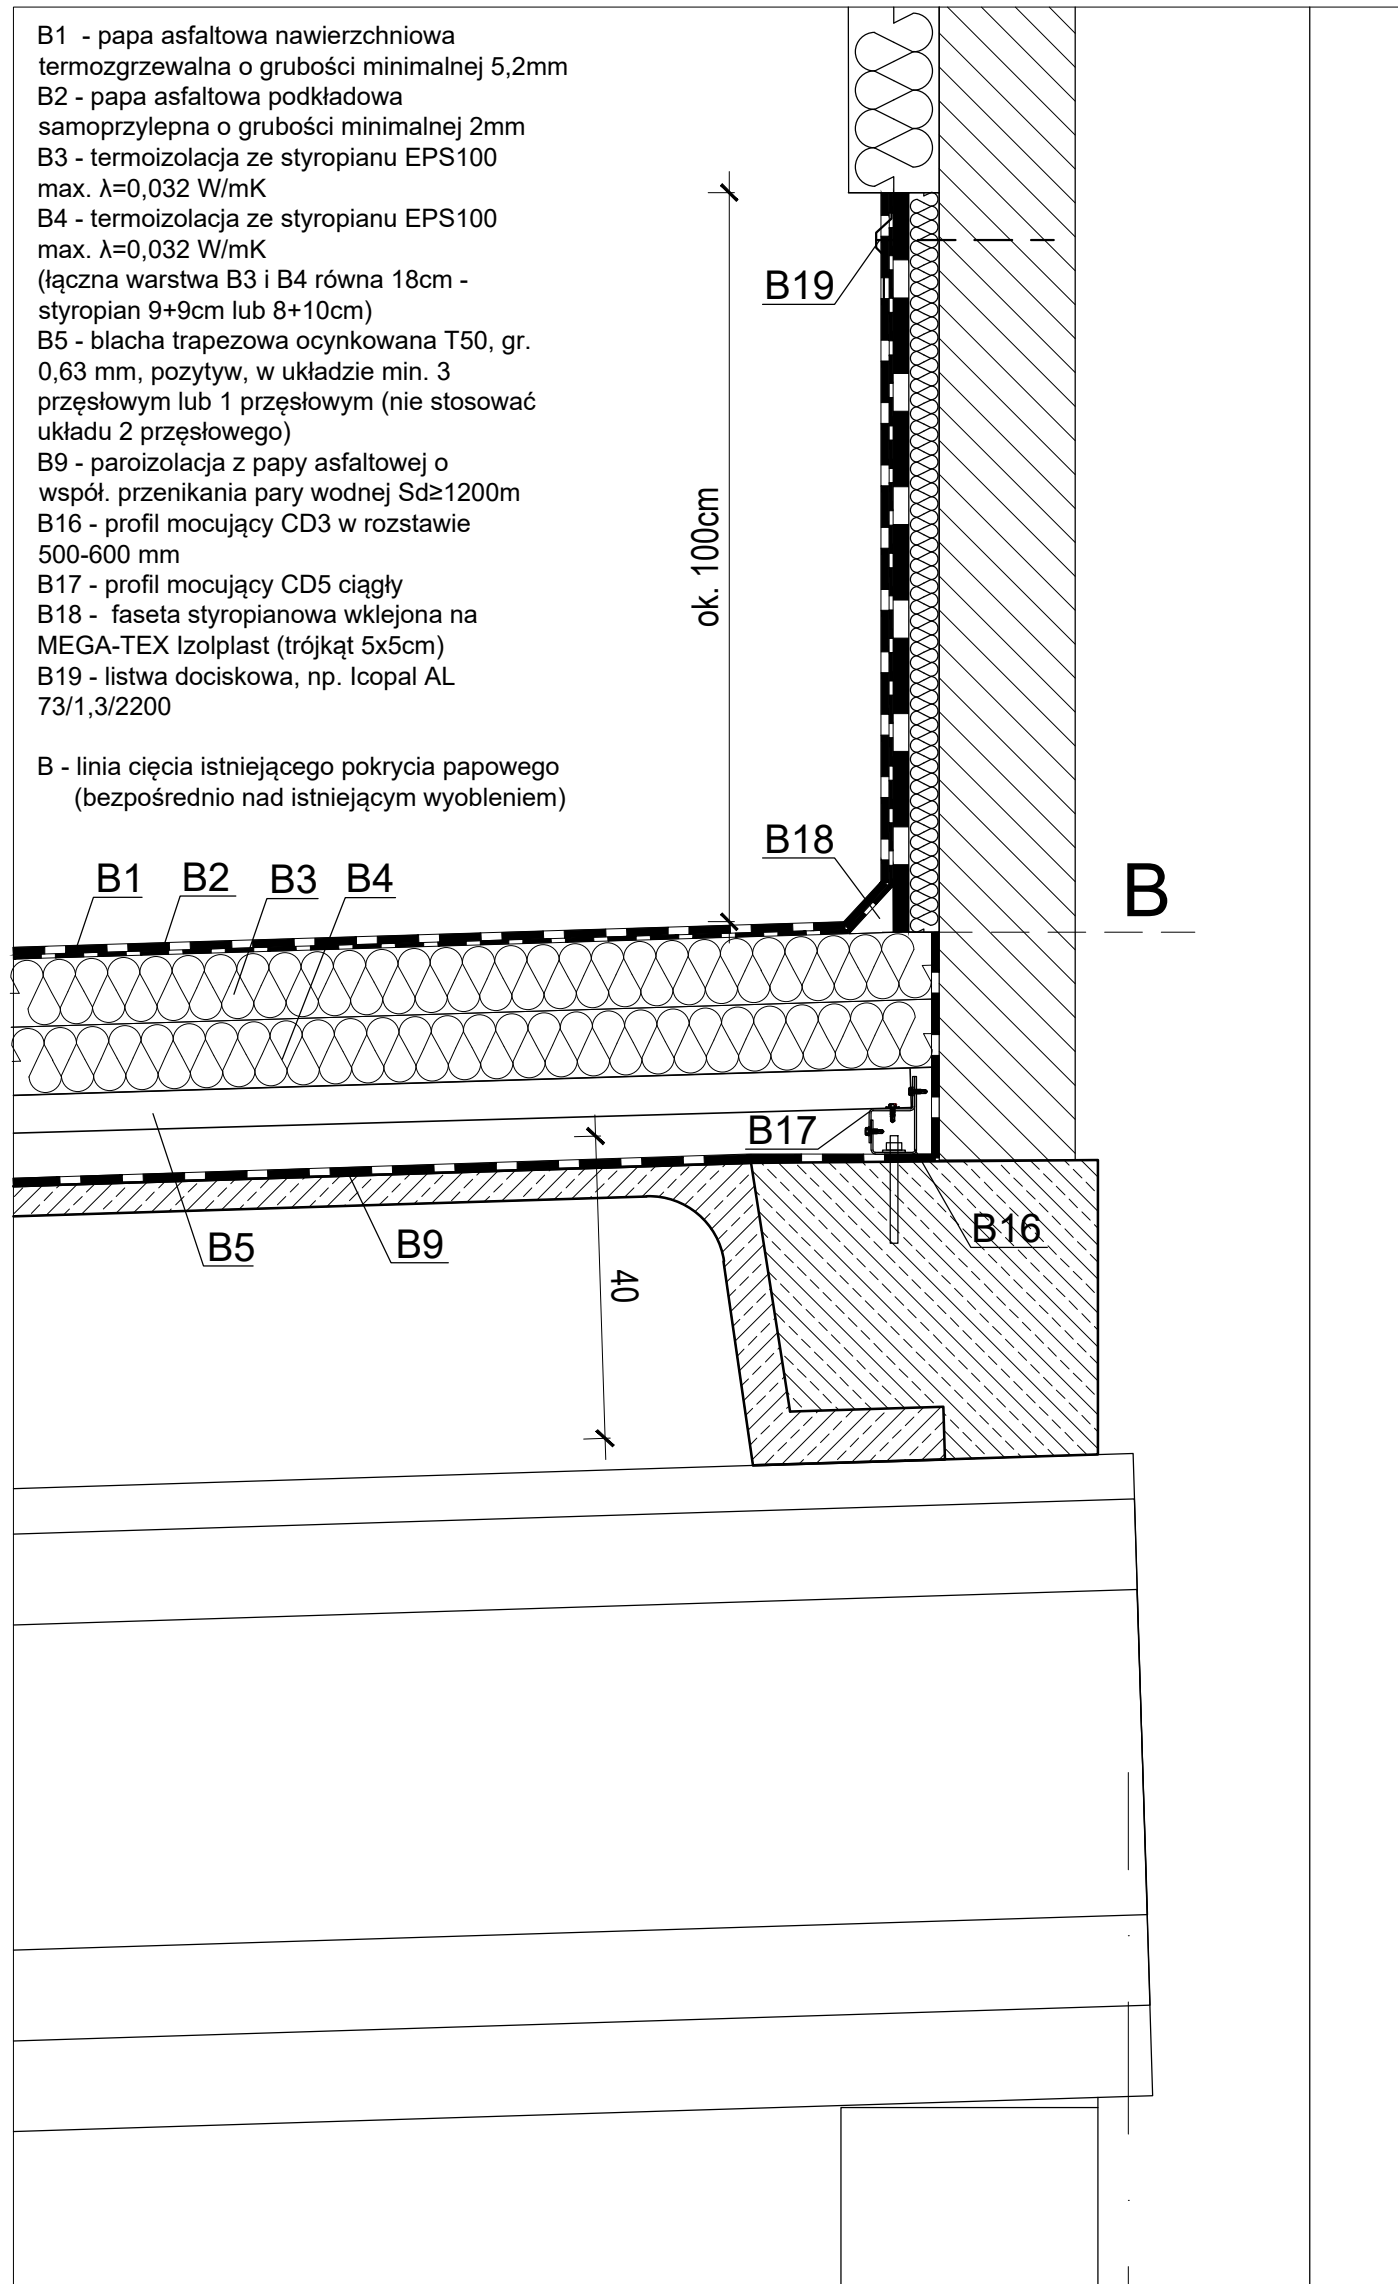 B1 - papa asfaltowa nawierzchniowa
termozgrzewalna o grubości minimalnej 5,2mm
B2 - papa asfaltowa podkładowa
samoprzylepna o grubości minimalnej 2mm
B3 - termoizolacja ze styropianu EPS100
max. λ=0,032 W/mK
B4 - termoizolacja ze styropianu EPS100
max. λ=0,032 W/mK
(łączna warstwa B3 i B4 równa 18cm -
styropian 9+9cm lub 8+10cm)
B5 - blacha trapezowa ocynkowana T50, gr.
0,63 mm, pozytyw, w układzie min. 3
przęsłowym lub 1 przęsłowym (nie stosować
układu 2 przęsłowego)
B9 - paroizolacja z papy asfaltowej o
współ. przenikania pary wodnej Sd≥1200m
B16 - profil mocujący CD3 w rozstawie
500-600 mm
B17 - profil mocujący CD5 ciągły
B18 - faseta styropianowa wklejona na
MEGA-TEX Izolplast (trójkąt 5x5cm)
B19 - listwa dociskowa, np. Icopal AL
73/1,3/2200
B - linia cięcia istniejącego pokrycia papowego
(bezpośrednio nad istniejącym wyobleniem)
B19
ok. 100cm
B18
B1
B2
B3
B4
B
B17
B16
B5
B9
40